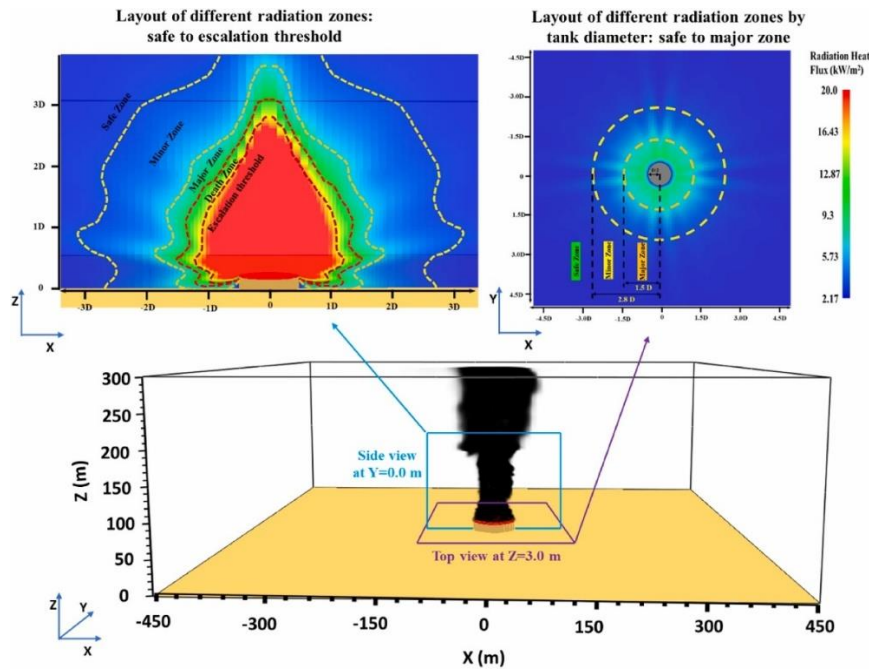 Layout of different radiation zones:
safe to escalation threshold
3D
2D
1D
0
Safe Zone
Minor Zone
Major Zone
Death Zone
Escalation threshold
-3D
-2D
-1D
0
1D
2D
3D
Z
X
Layout of different radiation zones by
tank diameter: safe to major zone
-4.5D
-3.0D
-1.5D
0
1.5D
3.0D
4.5D
Safe Zone
Minor Zone
Major Zone
1.5 D
2.8 D
-4.5D
-3.0D
-1.5D
0
1.5D
3.0D
4.5D
Y
X
Radiation Heat
Flux (kW/m²)
20.0
16.43
12.87
9.3
5.73
2.17
300
250
200
150
100
50
0
Z (m)
Side view
at Y=0.0 m
Top view at Z=3.0 m
Z
Y
X
-450
-300
-150
0
150
300
450
X (m)